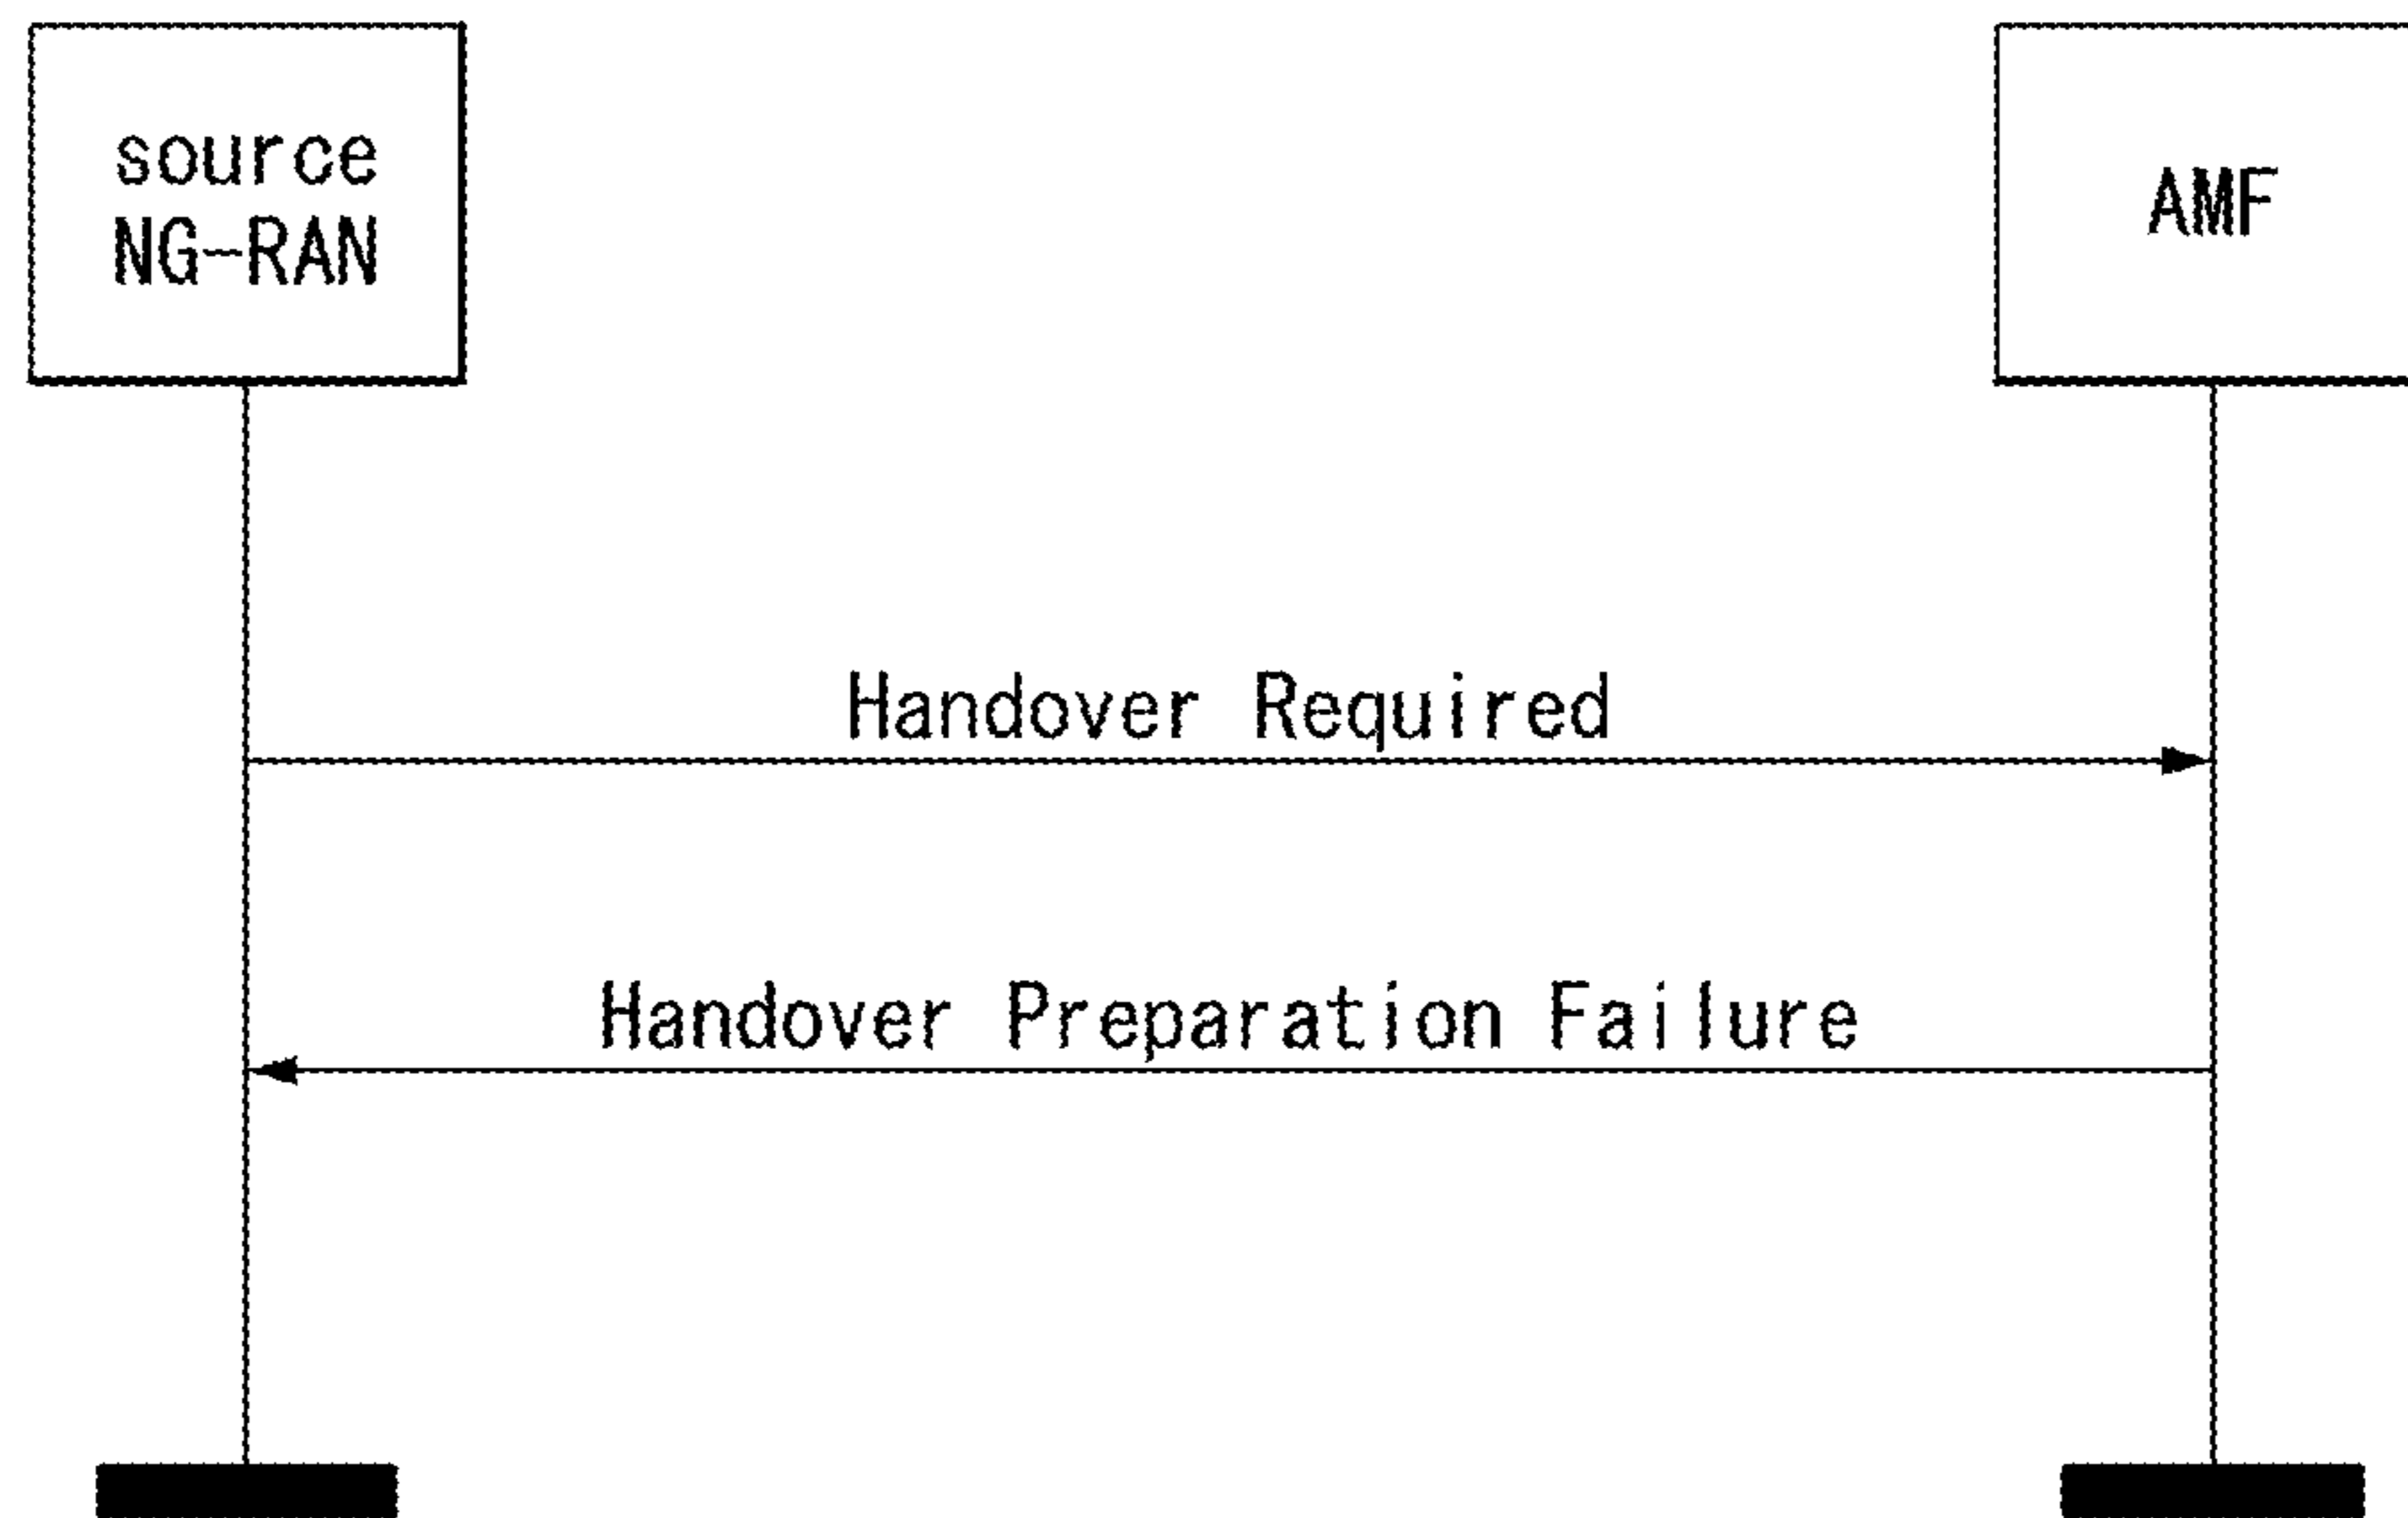 source
NG-RAN
AMF
Handover Required
Handover Preparation Failure